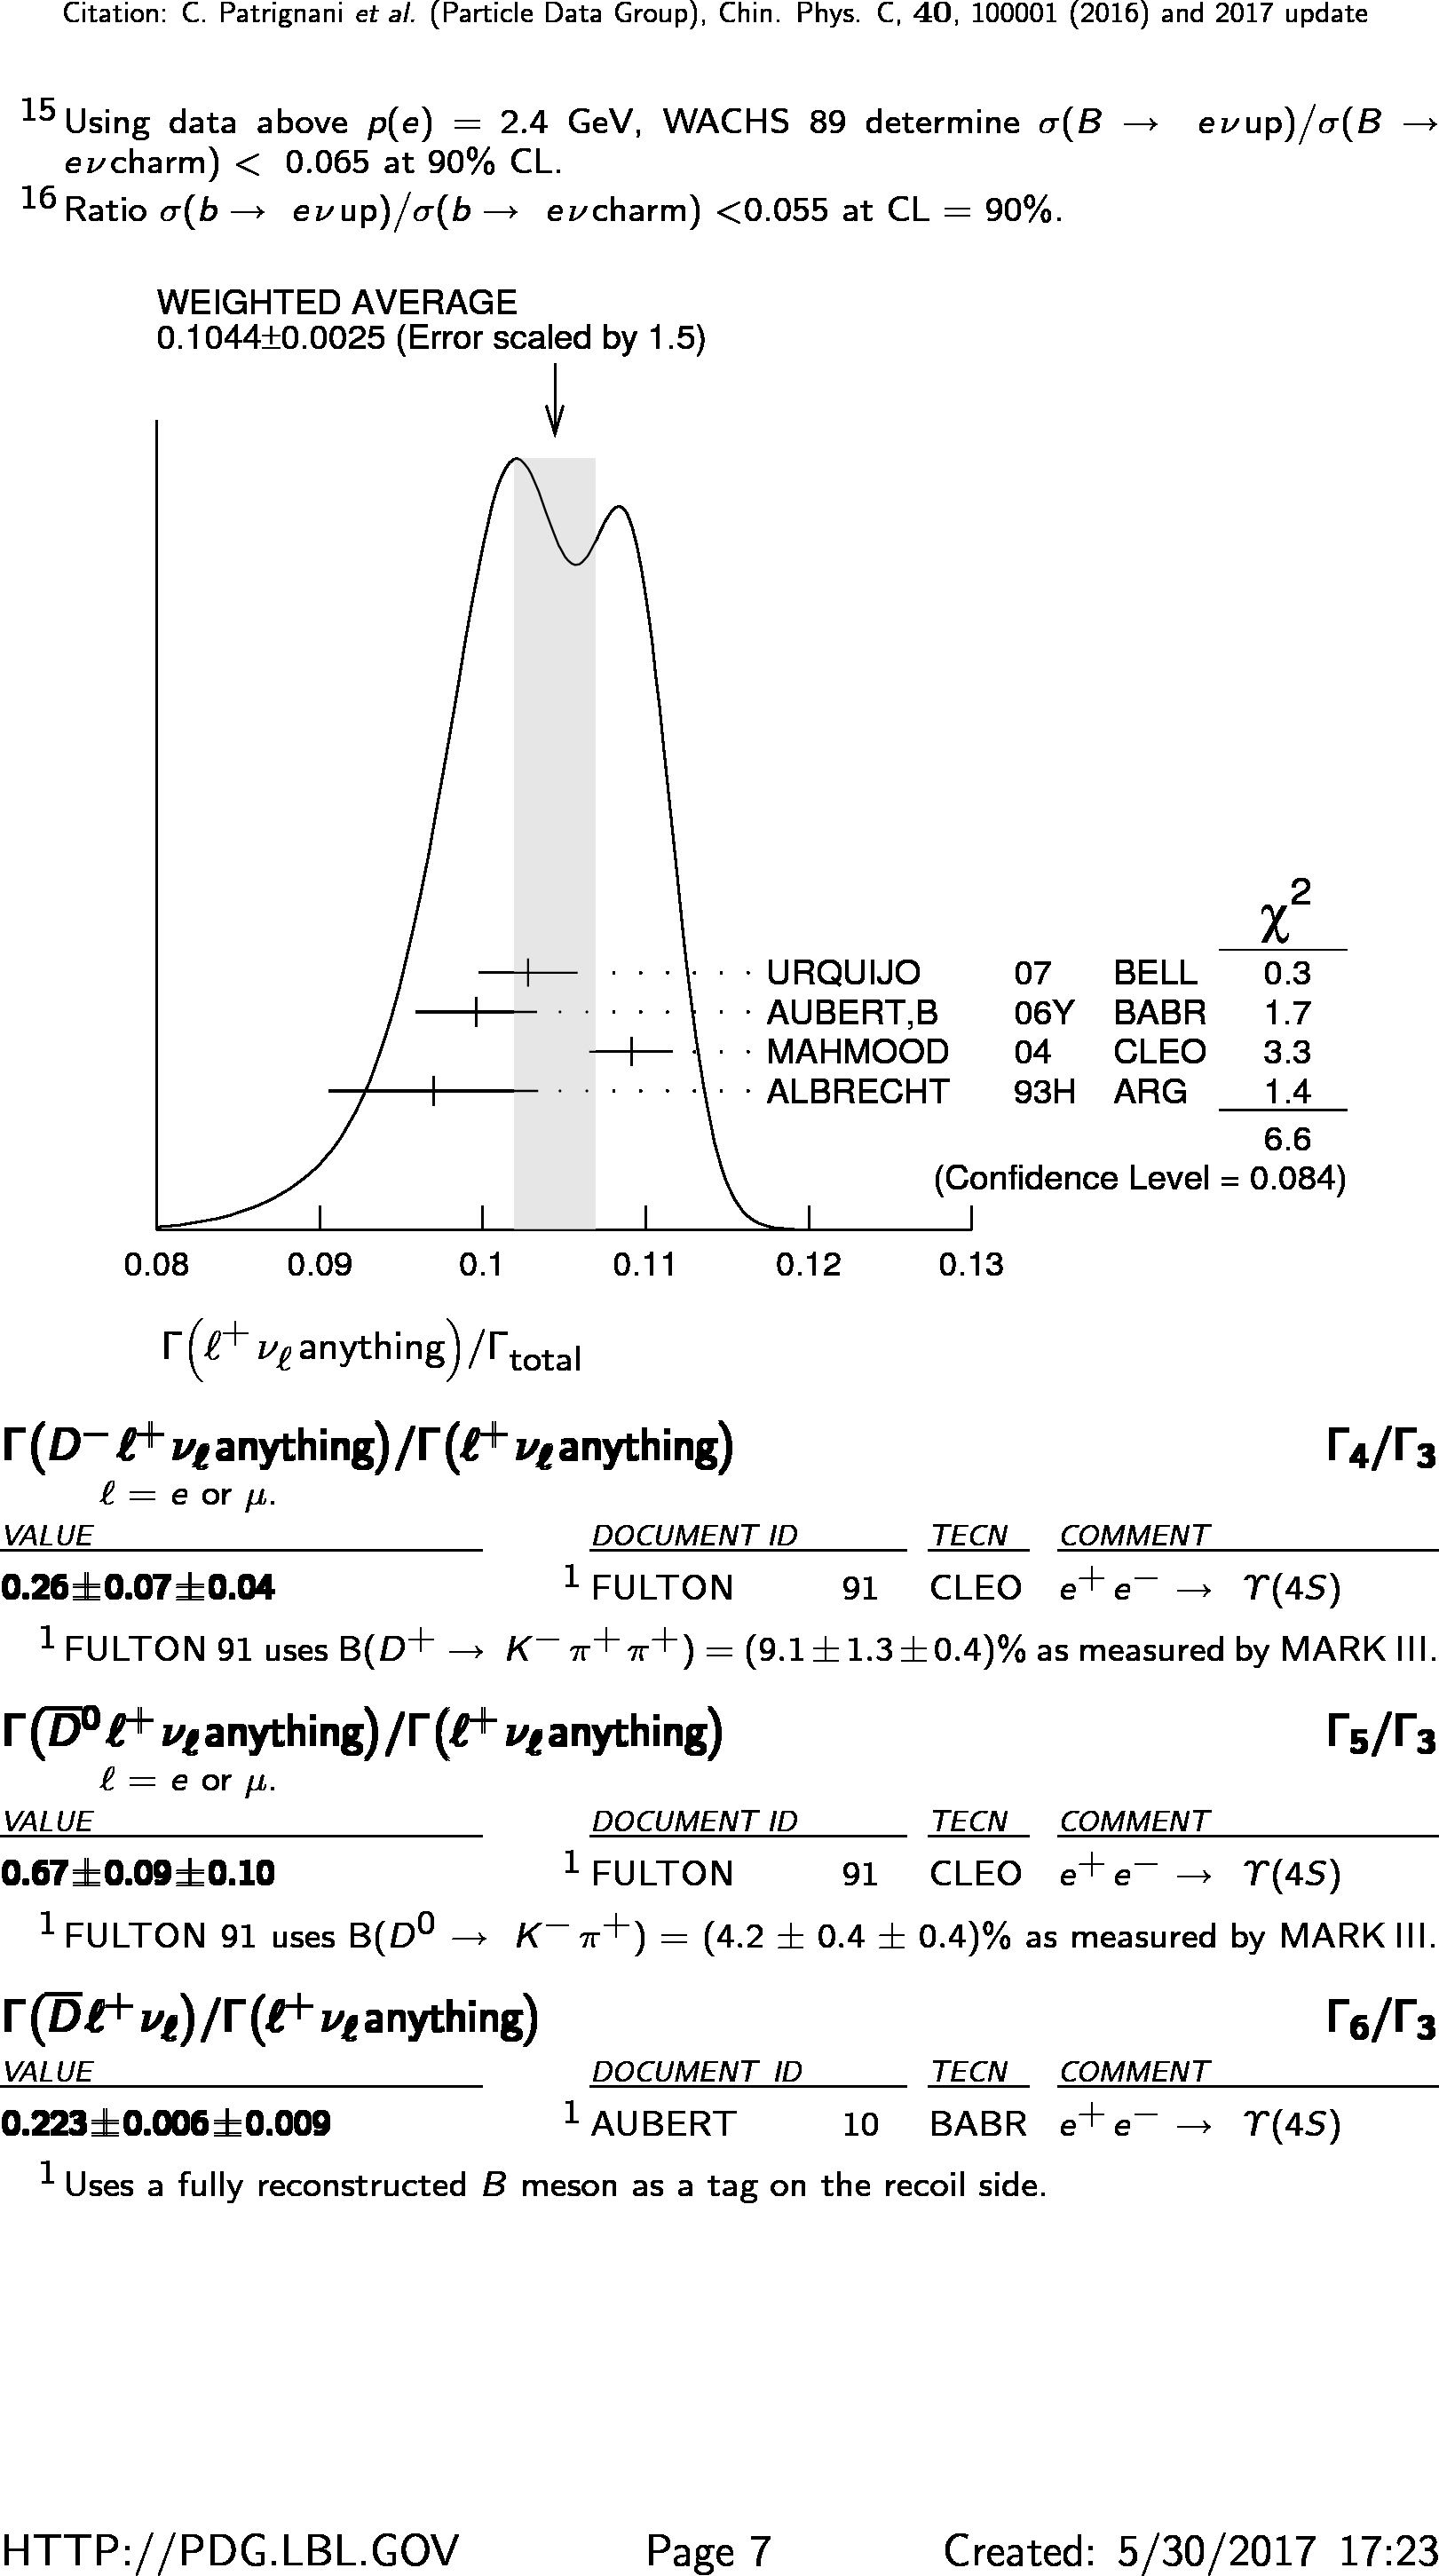 Citation: C. Patrignani et al. (Particle Data Group), Chin. Phys. C, 40, 100001 (2016) and 2017 update
15 Using data above p(e) = 2.4 GeV, WACHS 89 determine σ(B → eνup)/σ(B →
eνcharm) < 0.065 at 90% CL.
16 Ratio σ(b → eνup)/σ(b → eνcharm) <0.055 at CL = 90%.
WEIGHTED AVERAGE
0.1044±0.0025 (Error scaled by 1.5)
χ2
URQUIJO 07 BELL 0.3
AUBERT,B 06Y BABR 1.7
MAHMOOD 04 CLEO 3.3
ALBRECHT 93H ARG 1.4
6.6
(Confidence Level = 0.084)
0.08 0.09 0.1 0.11 0.12 0.13
Γ(ℓ+ νℓ anything)/Γtotal
Γ(D− ℓ+ νℓ anything)/Γ(ℓ+ νℓ anything) Γ4/Γ3
ℓ = e or μ.
VALUE DOCUMENT ID TECN COMMENT
0.26±0.07±0.04 1 FULTON 91 CLEO e+ e− → ϒ(4S)
1 FULTON 91 uses B(D+ → K− π+ π+) = (9.1±1.3±0.4)% as measured by MARK III.
Γ(D̅0 ℓ+ νℓ anything)/Γ(ℓ+ νℓ anything) Γ5/Γ3
ℓ = e or μ.
VALUE DOCUMENT ID TECN COMMENT
0.67±0.09±0.10 1 FULTON 91 CLEO e+ e− → ϒ(4S)
1 FULTON 91 uses B(D0 → K− π+) = (4.2 ± 0.4 ± 0.4)% as measured by MARK III.
Γ(D̅ ℓ+ νℓ)/Γ(ℓ+ νℓ anything) Γ6/Γ3
VALUE DOCUMENT ID TECN COMMENT
0.223±0.006±0.009 1 AUBERT 10 BABR e+ e− → ϒ(4S)
1 Uses a fully reconstructed B meson as a tag on the recoil side.
HTTP://PDG.LBL.GOV Page 7 Created: 5/30/2017 17:23